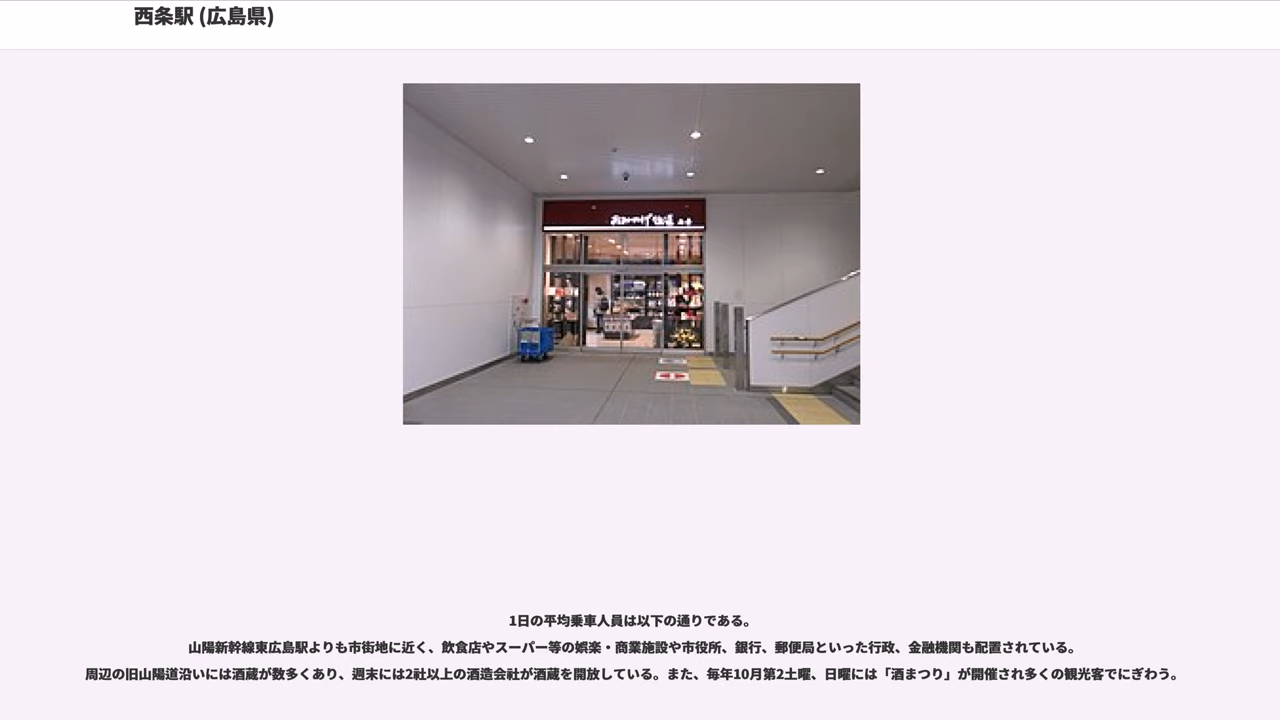 西条駅 (広島県)
1日の平均乗車人員は以下の通りである。
山陽新幹線東広島駅よりも市街地に近く、飲食店やスーパー等の娯楽・商業施設や市役所、銀行、郵便局といった行政、金融機関も配置されている。
周辺の旧山陽道沿いには酒蔵が数多くあり、週末には2社以上の酒造会社が酒蔵を開放している。また、毎年10月第2土曜、日曜には「酒まつり」が開催され多くの観光客でにぎわう。